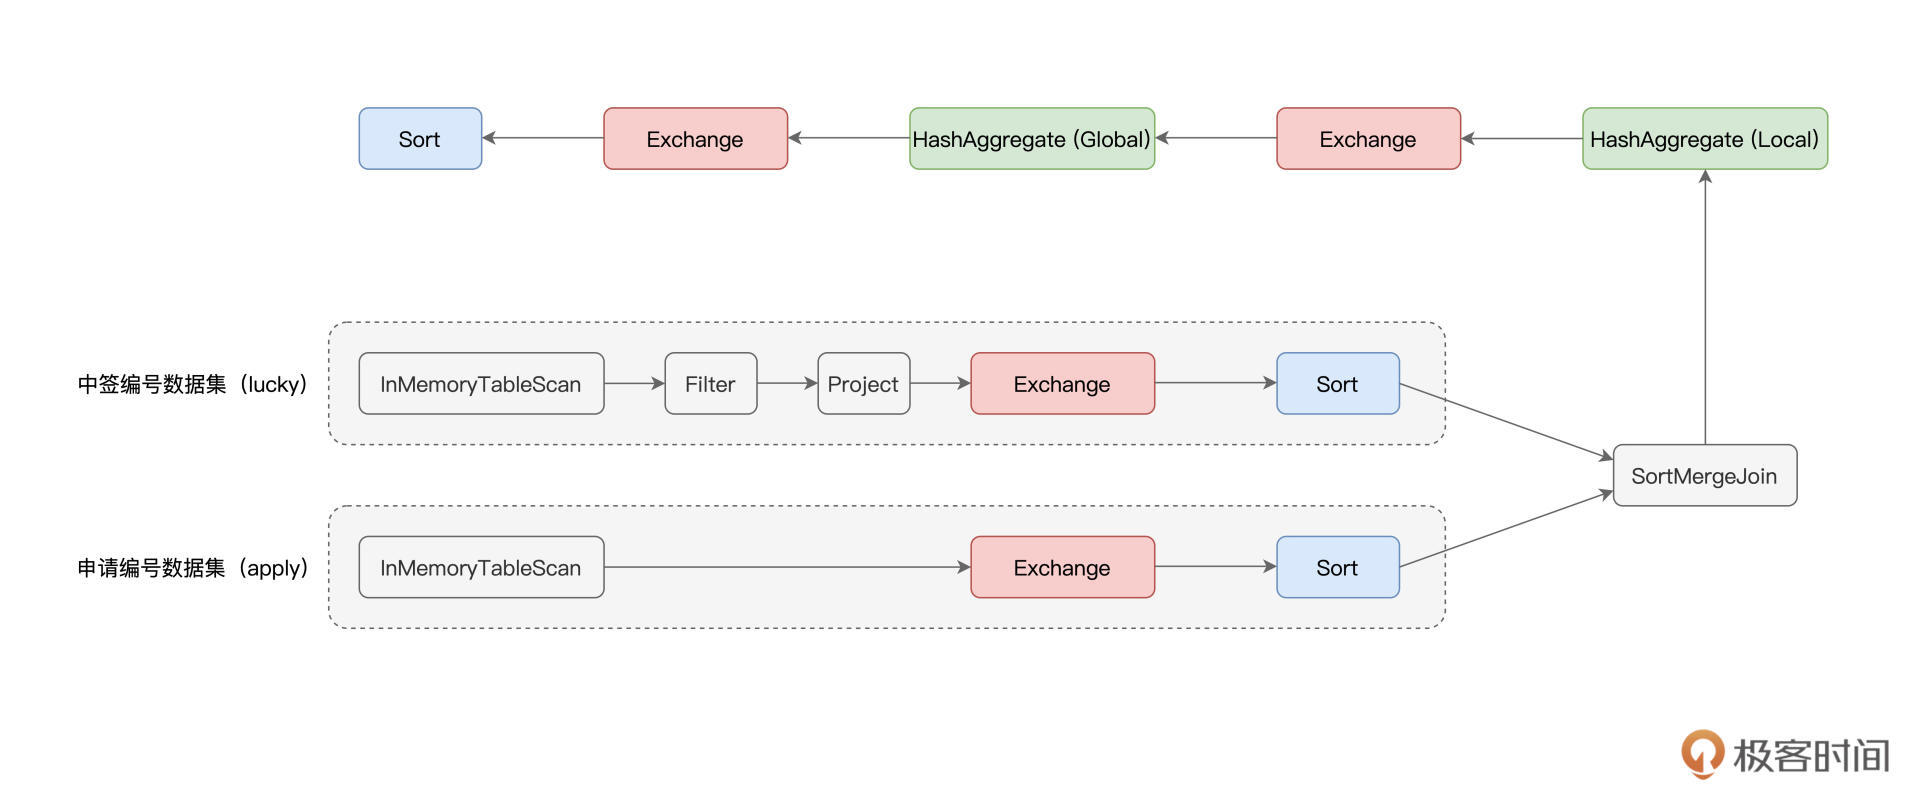 Sort
Exchange
HashAggregate (Global)
Exchange
HashAggregate (Local)
中签编号数据集（lucky）
InMemoryTableScan
Filter
Project
Exchange
Sort
SortMergeJoin
申请编号数据集（apply）
InMemoryTableScan
Exchange
Sort
极客时间